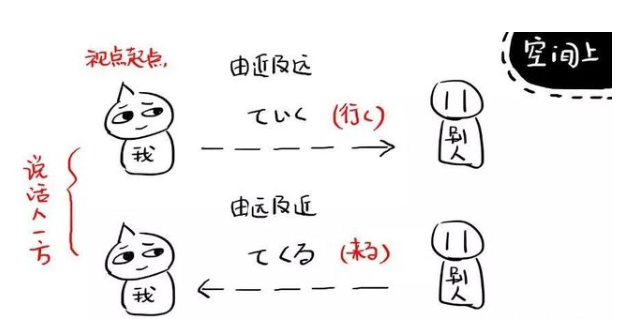 空间上
视点起点,
由近及远
ていく (行く)
我
别人
说话人一方
由远及近
てくる (来る)
我
别人